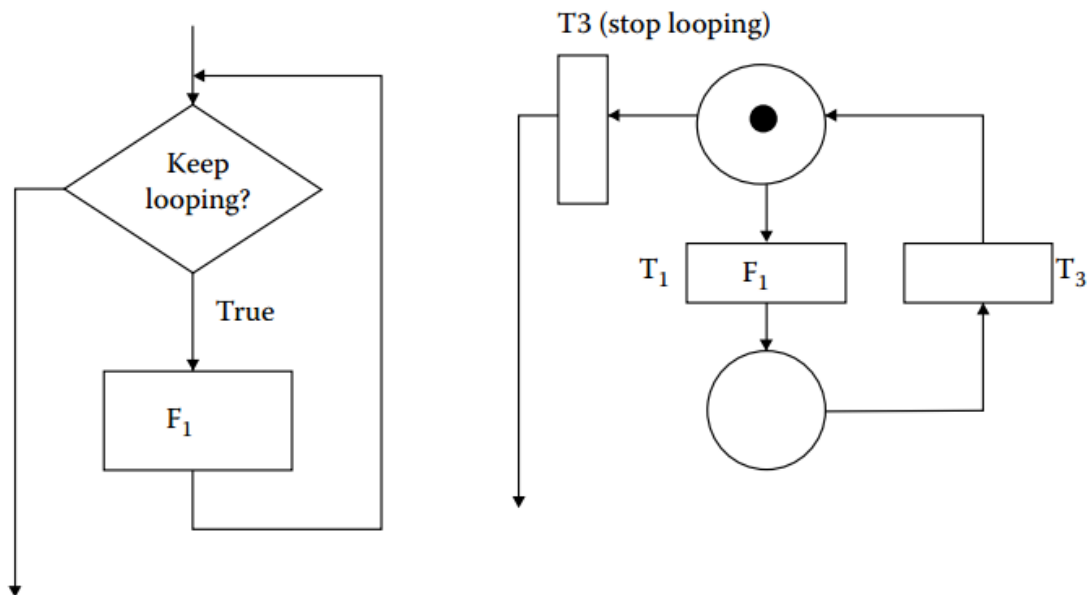 T3 (stop looping)
Keep
looping?
True
F₁
T₁
F₁
T₃